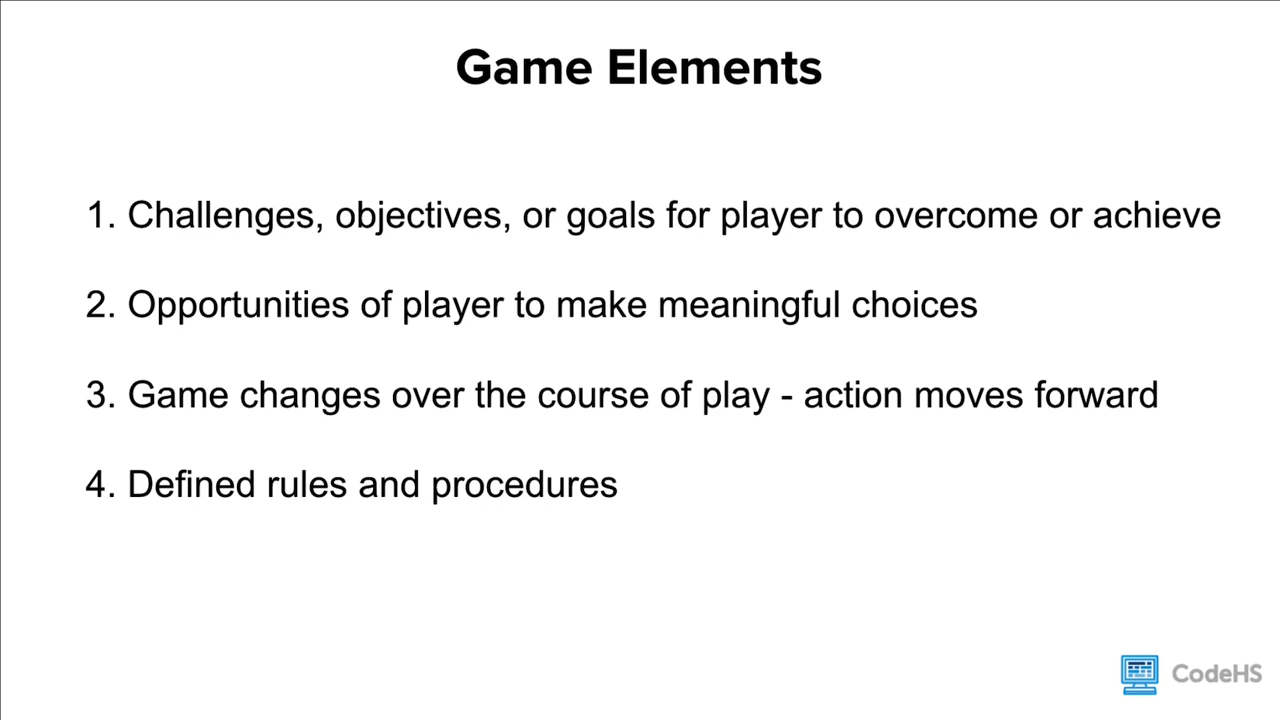 Game Elements
1. Challenges, objectives, or goals for player to overcome or achieve
2. Opportunities of player to make meaningful choices
3. Game changes over the course of play - action moves forward
4. Defined rules and procedures
CodeHS